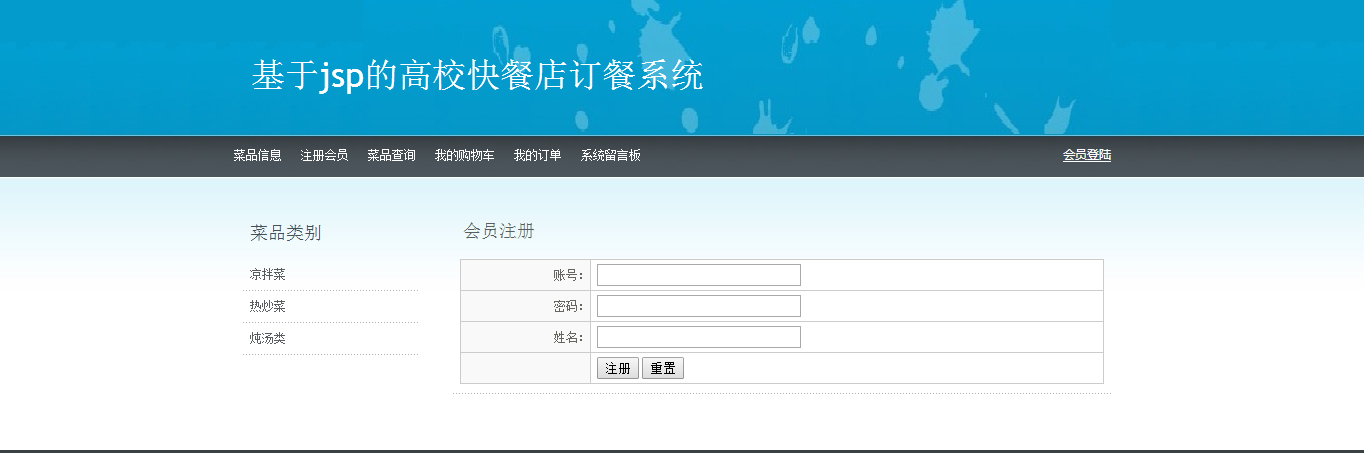 基于jsp的高校快餐店订餐系统
菜品信息 注册会员 菜品查询 我的购物车 我的订单 系统留言板 会员登陆
菜品类别
凉拌菜
热炒菜
炖汤类
会员注册
账号：
密码：
姓名：
注册 重置